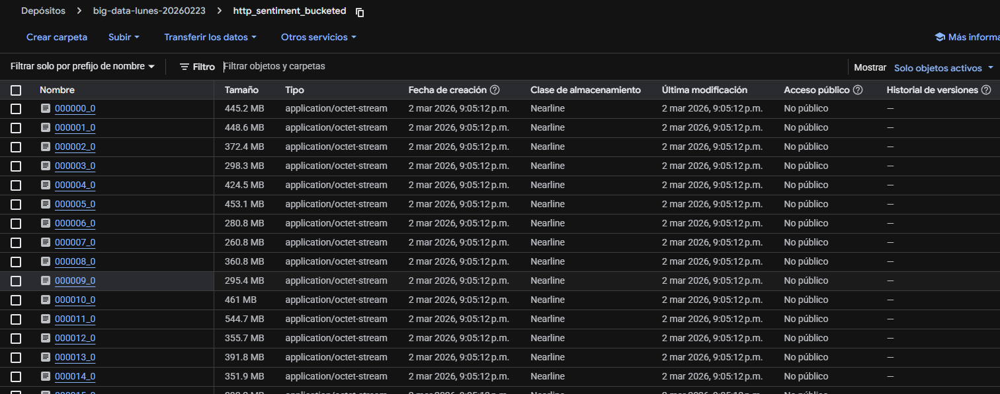 Depósitos > big-data-lunes-20260223 > http_sentiment_bucketed
Crear carpeta Subir Transferir los datos Otros servicios Más informa
Filtrar solo por prefijo de nombre Filtro Filtrar objetos y carpetas Mostrar Solo objetos activos
Nombre Tamaño Tipo Fecha de creación Clase de almacenamiento Última modificación Acceso público Historial de versiones
000000_0 445.2 MB application/octet-stream 2 mar 2026, 9:05:12 p.m. Nearline 2 mar 2026, 9:05:12 p.m. No público —
000001_0 448.6 MB application/octet-stream 2 mar 2026, 9:05:12 p.m. Nearline 2 mar 2026, 9:05:12 p.m. No público —
000002_0 372.4 MB application/octet-stream 2 mar 2026, 9:05:12 p.m. Nearline 2 mar 2026, 9:05:12 p.m. No público —
000003_0 298.3 MB application/octet-stream 2 mar 2026, 9:05:12 p.m. Nearline 2 mar 2026, 9:05:12 p.m. No público —
000004_0 424.5 MB application/octet-stream 2 mar 2026, 9:05:12 p.m. Nearline 2 mar 2026, 9:05:12 p.m. No público —
000005_0 453.1 MB application/octet-stream 2 mar 2026, 9:05:12 p.m. Nearline 2 mar 2026, 9:05:12 p.m. No público —
000006_0 280.8 MB application/octet-stream 2 mar 2026, 9:05:12 p.m. Nearline 2 mar 2026, 9:05:12 p.m. No público —
000007_0 260.8 MB application/octet-stream 2 mar 2026, 9:05:12 p.m. Nearline 2 mar 2026, 9:05:12 p.m. No público —
000008_0 360.8 MB application/octet-stream 2 mar 2026, 9:05:12 p.m. Nearline 2 mar 2026, 9:05:12 p.m. No público —
000009_0 295.4 MB application/octet-stream 2 mar 2026, 9:05:12 p.m. Nearline 2 mar 2026, 9:05:12 p.m. No público —
000010_0 461 MB application/octet-stream 2 mar 2026, 9:05:12 p.m. Nearline 2 mar 2026, 9:05:12 p.m. No público —
000011_0 544.7 MB application/octet-stream 2 mar 2026, 9:05:12 p.m. Nearline 2 mar 2026, 9:05:12 p.m. No público —
000012_0 355.7 MB application/octet-stream 2 mar 2026, 9:05:12 p.m. Nearline 2 mar 2026, 9:05:12 p.m. No público —
000013_0 391.8 MB application/octet-stream 2 mar 2026, 9:05:12 p.m. Nearline 2 mar 2026, 9:05:12 p.m. No público —
000014_0 351.9 MB application/octet-stream 2 mar 2026, 9:05:12 p.m. Nearline 2 mar 2026, 9:05:12 p.m. No público —